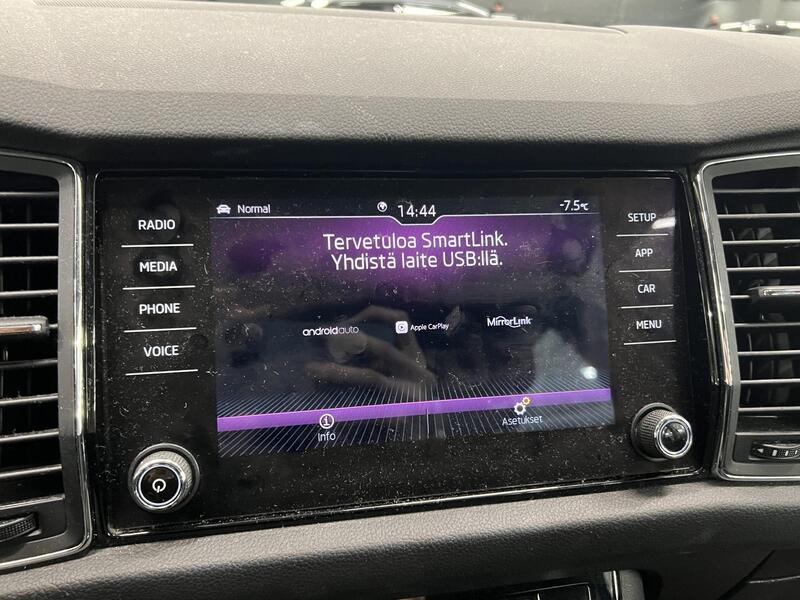 Normal
14:44
-7.5°C
RADIO
MEDIA
PHONE
VOICE
Tervetuloa SmartLink.
Yhdistä laite USB:llä.
androidauto
Apple CarPlay
MirrorLink
Info
Asetukset
SETUP
APP
CAR
MENU